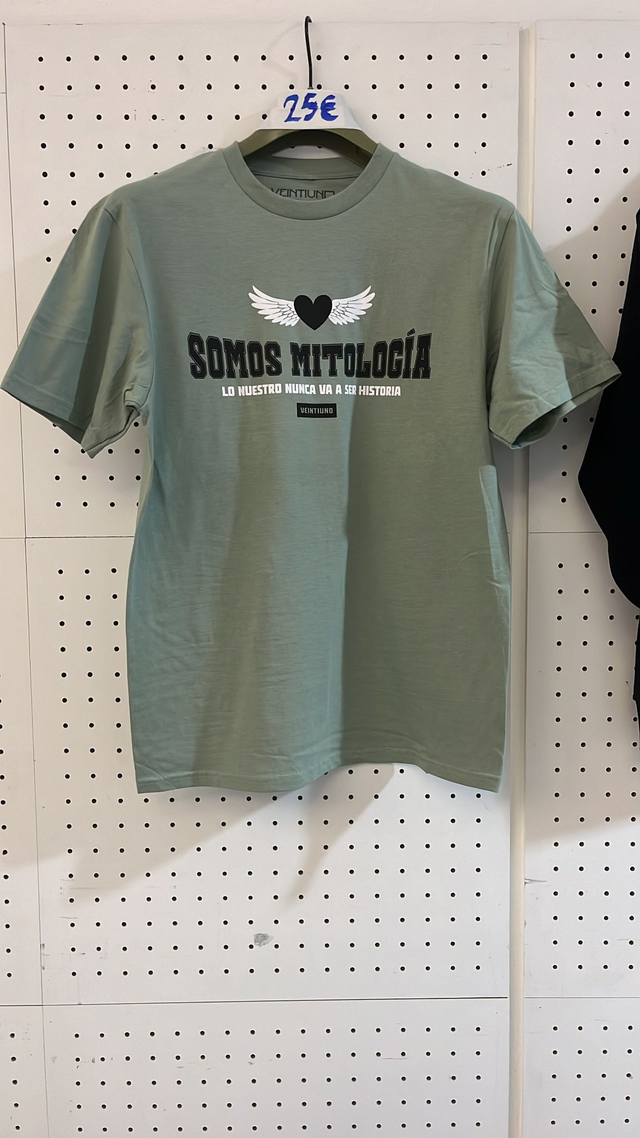 25€
VEINTIUNO
SOMOS MITOLOGÍA
LO NUESTRO NUNCA VA A SER HISTORIA
VEINTIUNO